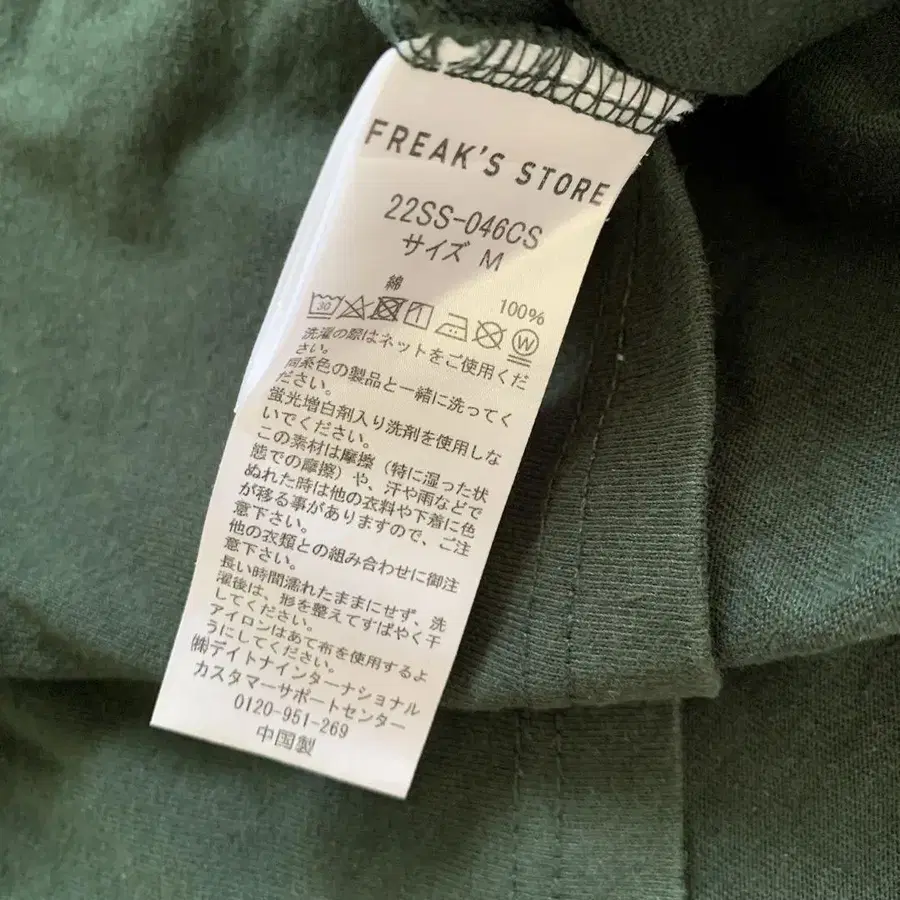 FREAK'S STORE
22SS-046CS
サイズ M
綿 100%
30 W
洗濯の際はネットをご使用くだ
さい。
同系色の製品と一緒に洗ってく
ださい。
蛍光増白剤入り洗剤を使用しな
いでください。
この素材は摩擦（特に湿った状
態での摩擦）や、汗や雨などで
ぬれた時は他の衣料や下着に色
が移る事がありますので、ご注
意下さい。
他の衣類との組み合わせに御注
意下さい。
長い時間濡れたままにせず、洗
濯後は、形を整えてすばやく干
してください。
アイロンはあて布を使用するよ
うにしてください。
㈱デイトナインターナショナル
カスタマーサポートセンター
0120-951-269
中国製